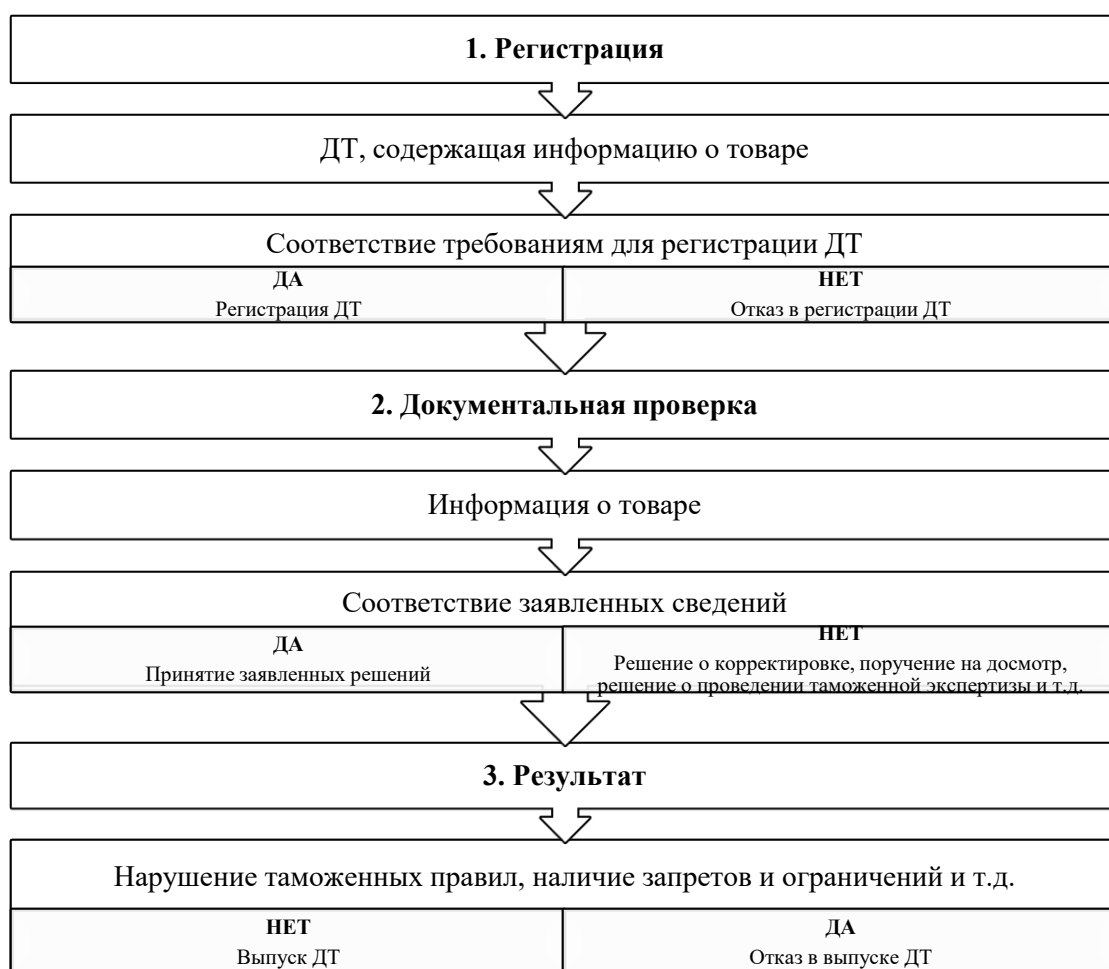 1. Регистрация
ДТ, содержащая информацию о товаре
Соответствие требованиям для регистрации ДТ
ДА
Регистрация ДТ
НЕТ
Отказ в регистрации ДТ
2. Документальная проверка
Информация о товаре
Соответствие заявленных сведений
ДА
Принятие заявленных решений
НЕТ
Решение о корректировке, поручение на досмотр,
решение о проведении таможенной экспертизы и т.д.
3. Результат
Нарушение таможенных правил, наличие запретов и ограничений и т.д.
НЕТ
Выпуск ДТ
ДА
Отказ в выпуске ДТ